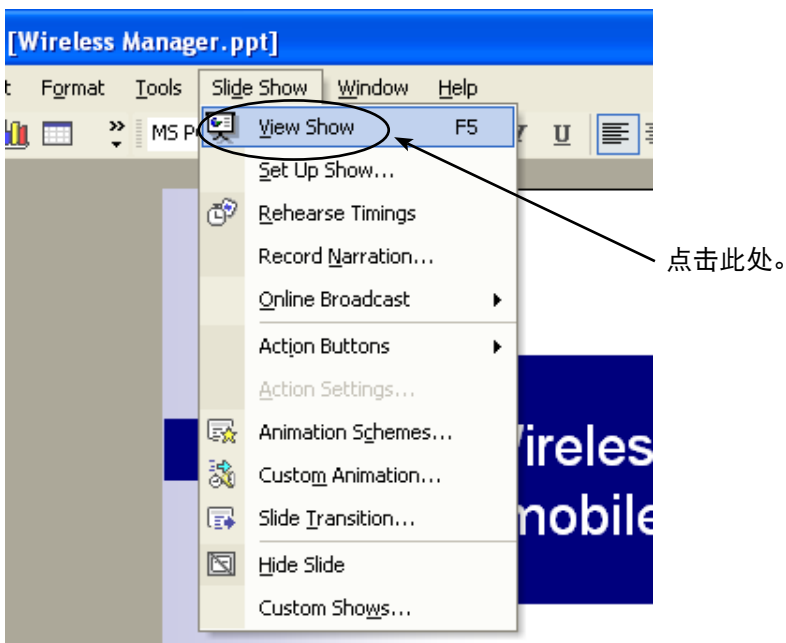 [Wireless Manager.ppt]
t Format Tools Slide Show Window Help
MS P View Show F5 U
Set Up Show...
Rehearse Timings
点击此处。
Record Narration...
Online Broadcast
Action Buttons
Action Settings...
Animation Schemes...
ireles
Custom Animation...
Slide Transition...
mobile
Hide Slide
Custom Shows...